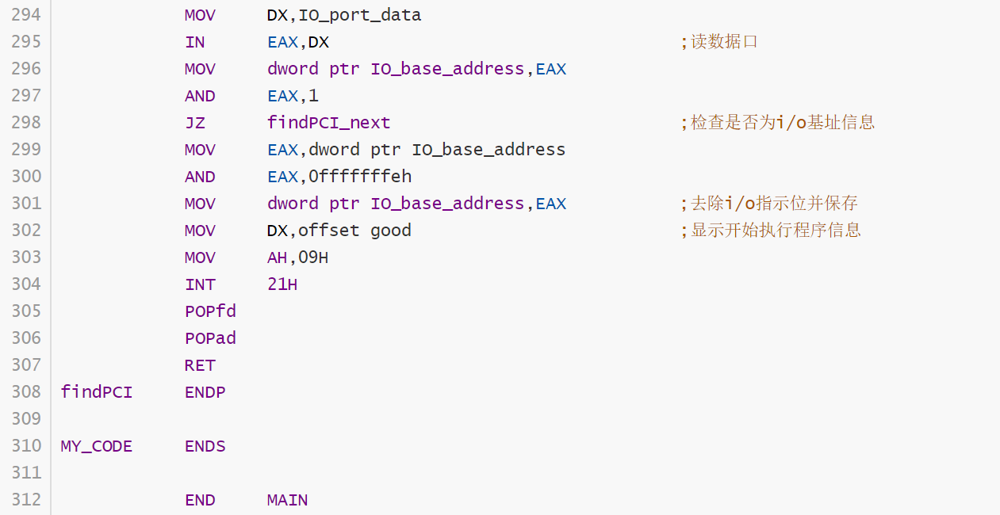 294 MOV DX,IO_port_data
295 IN EAX,DX ;读数据口
296 MOV dword ptr IO_base_address,EAX
297 AND EAX,1
298 JZ findPCI_next ;检查是否为i/o基址信息
299 MOV EAX,dword ptr IO_base_address
300 AND EAX,0fffffffeh
301 MOV dword ptr IO_base_address,EAX ;去除i/o指示位并保存
302 MOV DX,offset good ;显示开始执行程序信息
303 MOV AH,09H
304 INT 21H
305 POPfd
306 POPad
307 RET
308 findPCI ENDP
309
310 MY_CODE ENDS
311
312 END MAIN